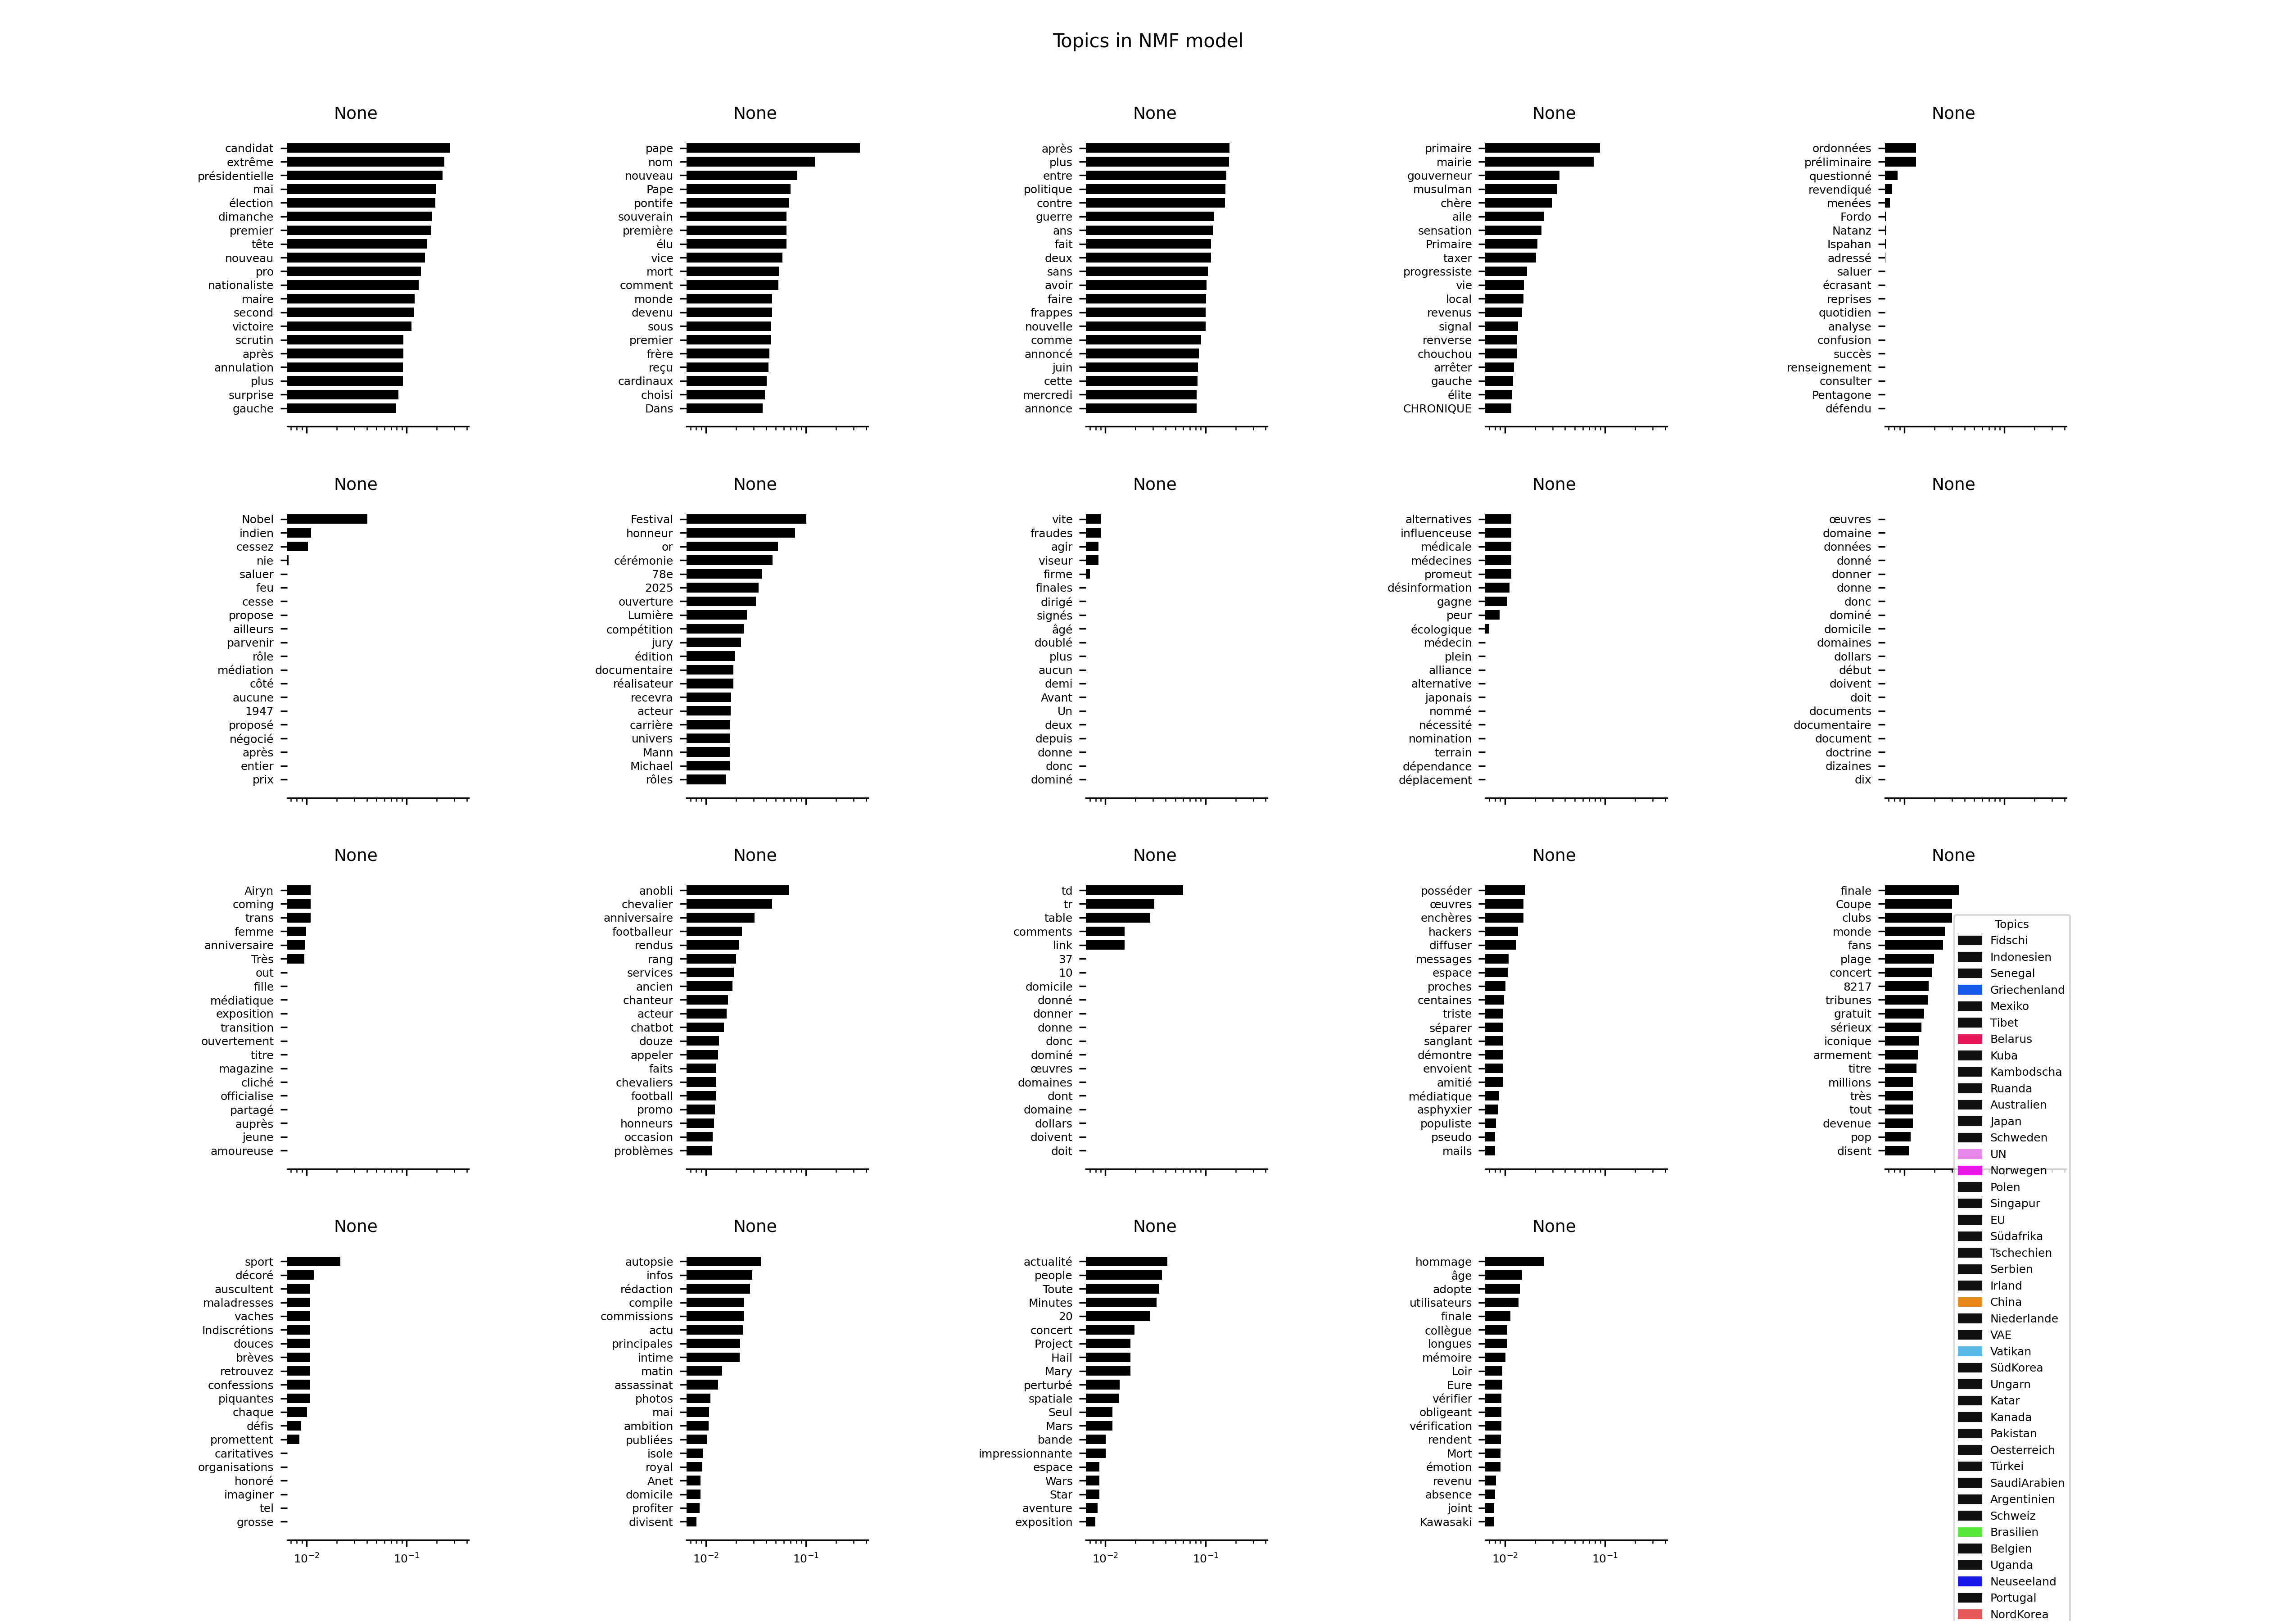 Topics in NMF model
None
candidat
extrême
présidentielle
mai
élection
dimanche
premier
tête
nouveau
pro
nationaliste
maire
second
victoire
scrutin
après
annulation
plus
surprise
gauche
None
pape
nom
nouveau
Pape
pontife
souverain
première
élu
vice
mort
comment
monde
devenu
sous
premier
frère
reçu
cardinaux
choisi
Dans
None
après
plus
entre
politique
contre
guerre
ans
fait
deux
sans
avoir
faire
frappes
nouvelle
comme
annoncé
juin
cette
mercredi
annonce
None
primaire
mairie
gouverneur
musulman
chère
aile
sensation
Primaire
taxer
progressiste
vie
local
revenus
signal
renverse
chouchou
arrêter
gauche
élite
CHRONIQUE
None
ordonnées
préliminaire
questionné
revendiqué
menées
Fordo
Natanz
Ispahan
adressé
saluer
écrasant
reprises
quotidien
analyse
confusion
succès
renseignement
consulter
Pentagone
défendu
None
Nobel
indien
cessez
nie
saluer
feu
cesse
propose
ailleurs
parvenir
rôle
médiation
côté
aucune
1947
proposé
négocié
après
entier
prix
None
Festival
honneur
or
cérémonie
78e
2025
ouverture
Lumière
compétition
jury
édition
documentaire
réalisateur
recevra
acteur
carrière
univers
Mann
Michael
rôles
None
vite
fraudes
agir
viseur
firme
finales
dirigé
signés
âgé
doublé
plus
aucun
demi
Avant
Un
deux
depuis
donne
donc
dominé
None
alternatives
influenceuse
médicale
médecines
promeut
désinformation
gagne
peur
écologique
médecin
plein
alliance
alternative
japonais
nommé
nécessité
nomination
terrain
dépendance
déplacement
None
œuvres
domaine
données
donné
donner
donne
donc
dominé
domicile
domaines
dollars
début
doivent
doit
documents
documentaire
document
doctrine
dizaines
dix
None
Airyn
coming
trans
femme
anniversaire
Très
out
fille
médiatique
exposition
transition
ouvertement
titre
magazine
cliché
officialise
partagé
auprès
jeune
amoureuse
None
anobli
chevalier
anniversaire
footballeur
rendus
rang
services
ancien
chanteur
acteur
chatbot
douze
appeler
faits
chevaliers
football
promo
honneurs
occasion
problèmes
None
td
tr
table
comments
link
37
10
domicile
donné
donner
donne
donc
dominé
œuvres
domaines
dont
domaine
dollars
doivent
doit
None
posséder
œuvres
enchères
hackers
diffuser
messages
espace
proches
centaines
triste
séparer
sanglant
démontre
envoient
amitié
médiatique
asphyxier
populiste
pseudo
mails
None
finale
Coupe
clubs
monde
fans
plage
concert
8217
tribunes
gratuit
sérieux
iconique
armement
titre
millions
très
tout
devenue
pop
disent
None
sport
décoré
auscultent
maladresses
vaches
Indiscrétions
douces
brèves
retrouvez
confessions
piquantes
chaque
défis
promettent
caritatives
organisations
honoré
imaginer
tel
grosse
10⁻² 10⁻¹
None
autopsie
infos
rédaction
compile
commissions
actu
principales
intime
matin
assassinat
photos
mai
ambition
publiées
isole
royal
Anet
domicile
profiter
divisent
10⁻² 10⁻¹
None
actualité
people
Toute
Minutes
20
concert
Project
Hail
Mary
perturbé
spatiale
Seul
Mars
bande
impressionnante
espace
Wars
Star
aventure
exposition
10⁻² 10⁻¹
None
hommage
âge
adopte
utilisateurs
finale
collègue
longues
mémoire
Loir
Eure
vérifier
obligeant
vérification
rendent
Mort
émotion
revenu
absence
joint
Kawasaki
10⁻² 10⁻¹
Topics
Fidschi
Indonesien
Senegal
Griechenland
Mexiko
Tibet
Belarus
Kuba
Kambodscha
Ruanda
Australien
Japan
Schweden
UN
Norwegen
Polen
Singapur
EU
Südafrika
Tschechien
Serbien
Irland
China
Niederlande
VAE
Vatikan
SüdKorea
Ungarn
Katar
Kanada
Pakistan
Oesterreich
Türkei
SaudiArabien
Argentinien
Schweiz
Brasilien
Belgien
Uganda
Neuseeland
Portugal
NordKorea